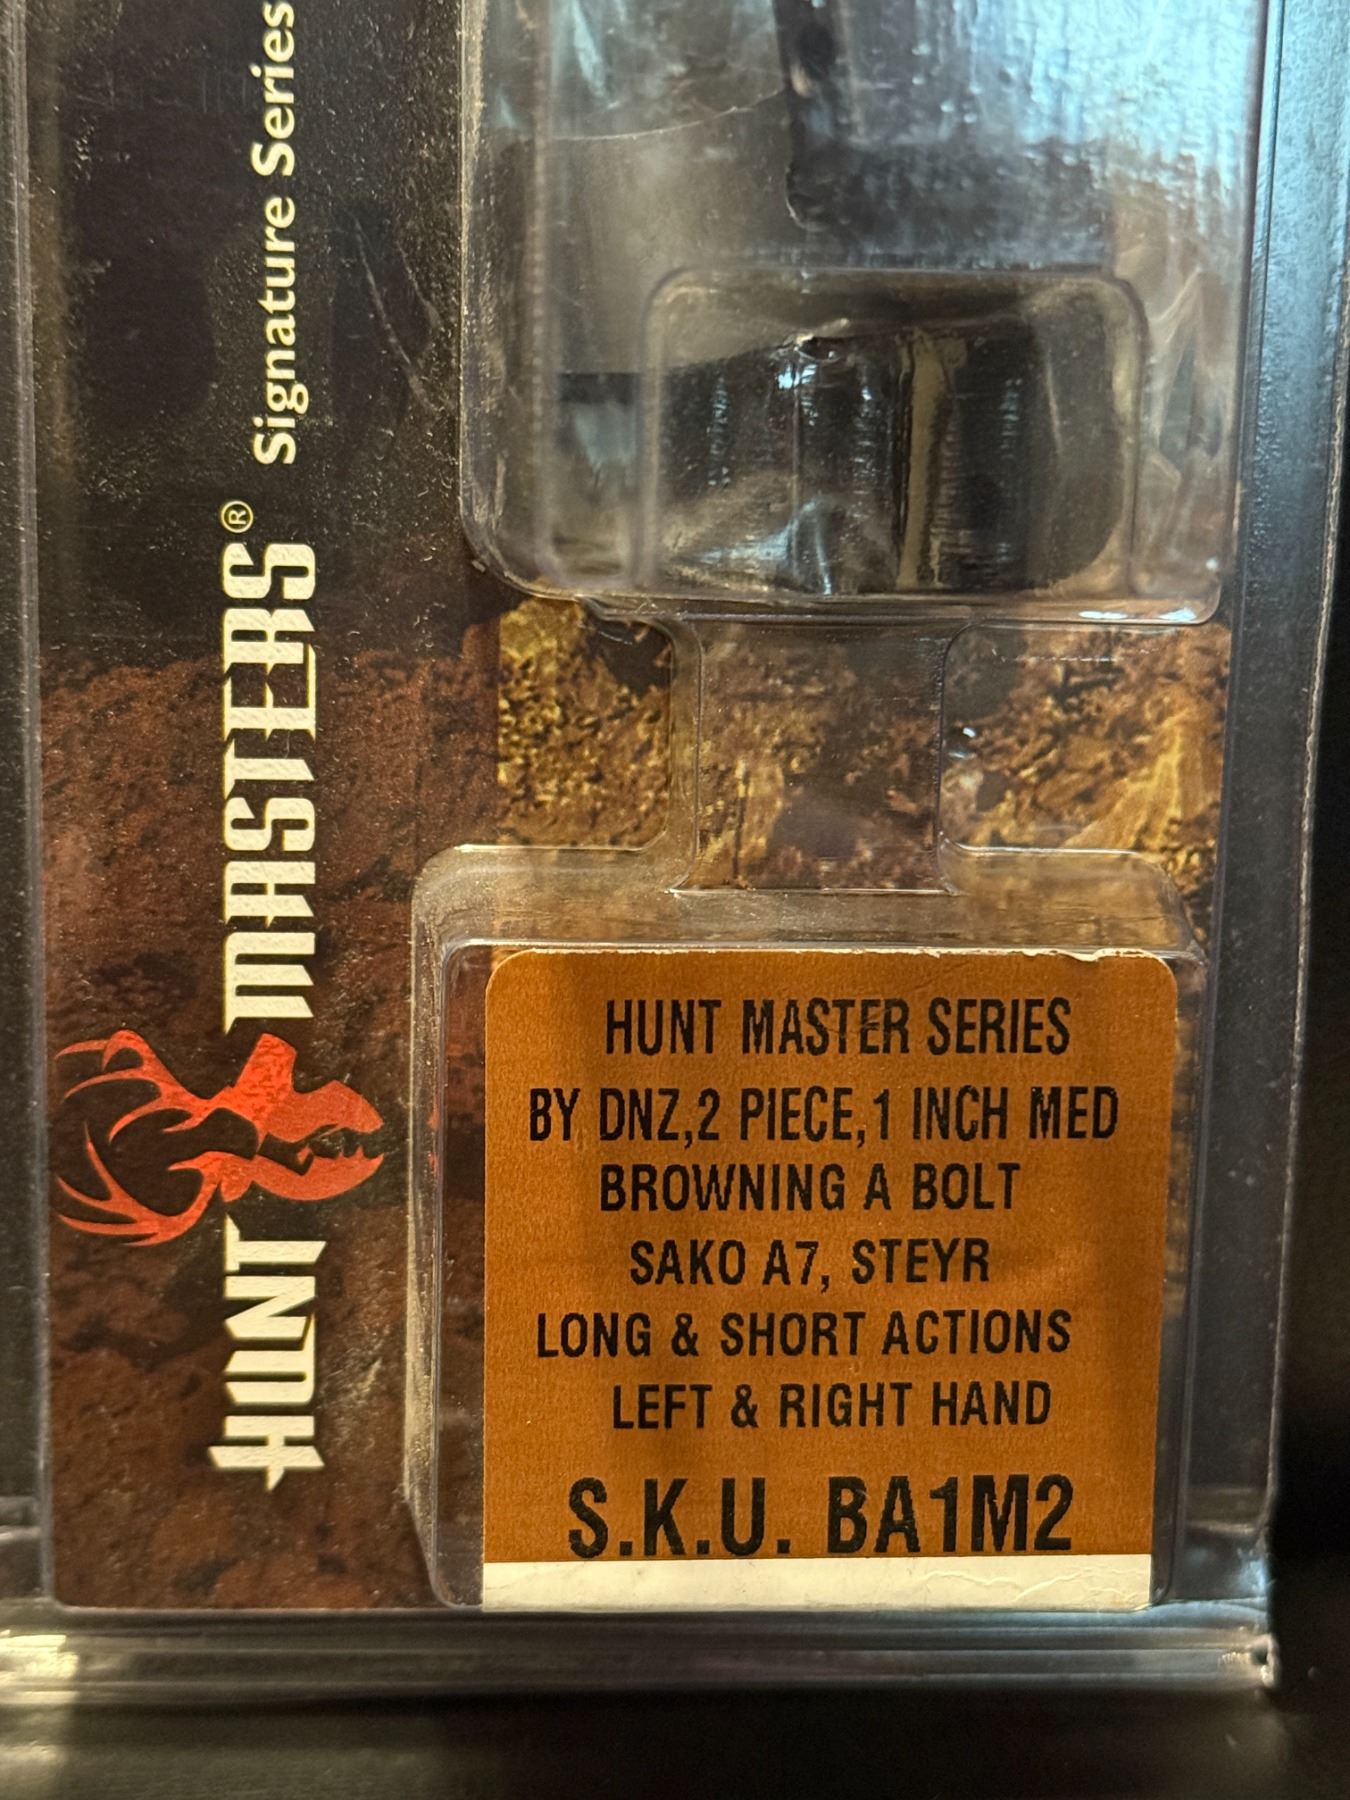 HUNT MASTERS® Signature Series
HUNT MASTER SERIES
BY DNZ,2 PIECE,1 INCH MED
BROWNING A BOLT
SAKO A7, STEYR
LONG & SHORT ACTIONS
LEFT & RIGHT HAND
S.K.U. BA1M2